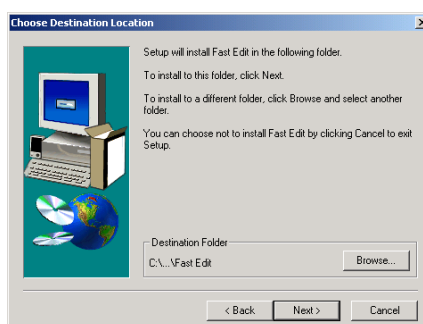 Choose Destination Location
Setup will install Fast Edit in the following folder.
To install to this folder, click Next.
To install to a different folder, click Browse and select another
folder.
You can choose not to install Fast Edit by clicking Cancel to exit
Setup.
Destination Folder
C:\...\Fast Edit
Browse...
< Back
Next >
Cancel